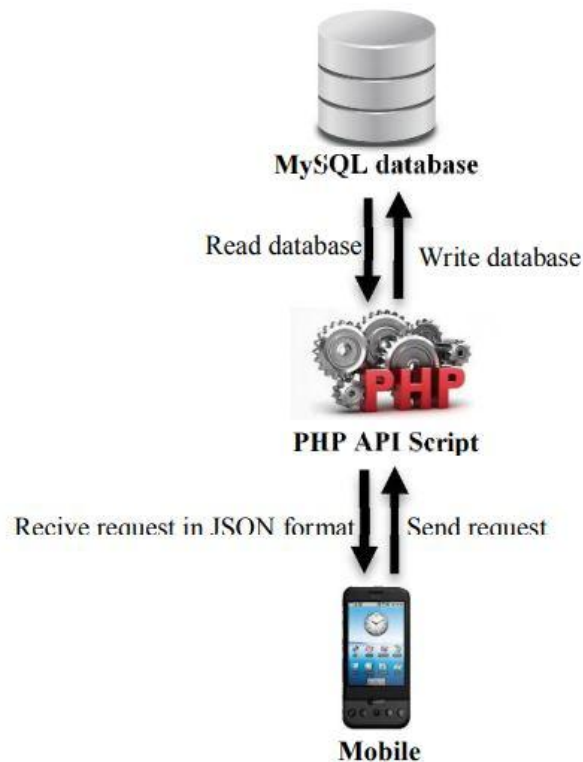 MySQL database
Read database
Write database
PHP
PHP API Script
Recive request in JSON format
Send request
Mobile